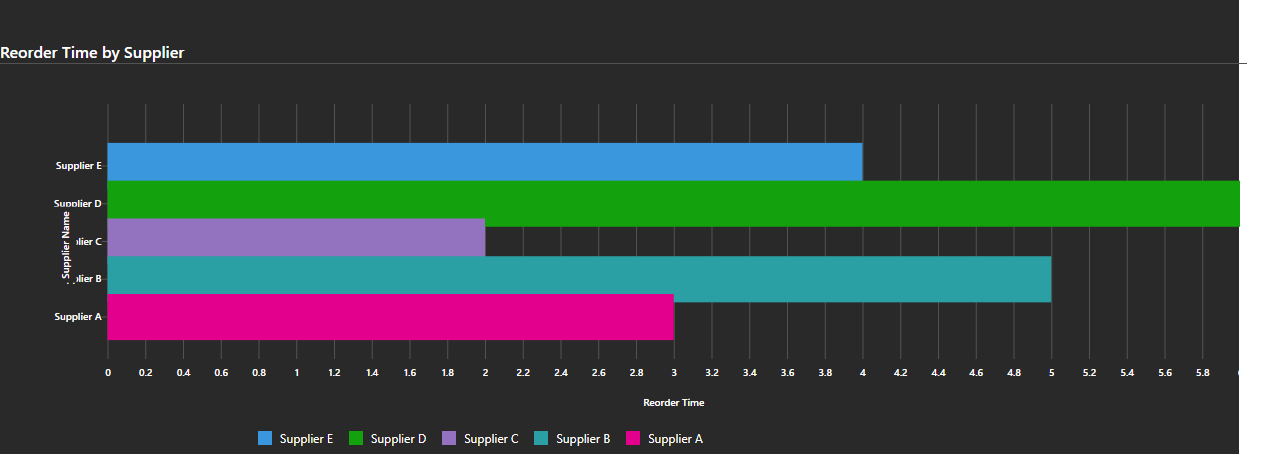 Reorder Time by Supplier
Supplier E
Supplier D
Supplier Name
plier C
plier B
Supplier A
0 0.2 0.4 0.6 0.8 1 1.2 1.4 1.6 1.8 2 2.2 2.4 2.6 2.8 3 3.2 3.4 3.6 3.8 4 4.2 4.4 4.6 4.8 5 5.2 5.4 5.6 5.8
Reorder Time
Supplier E Supplier D Supplier C Supplier B Supplier A